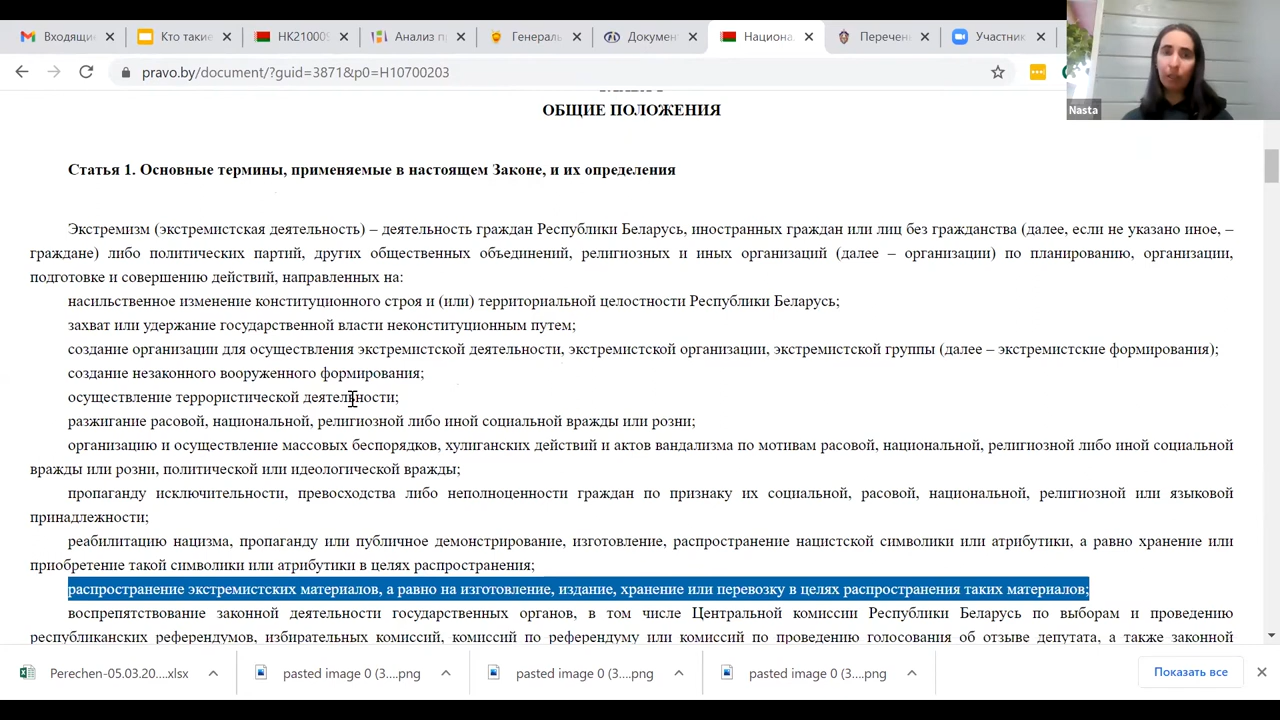 Входящие
Кто такие
НК210009
Анализ п
Генераль
Документ
Национа
Перечен
Участник
pravo.by/document/?guid=3871&p0=H10700203
Nasta
ОБЩИЕ ПОЛОЖЕНИЯ
Статья 1. Основные термины, применяемые в настоящем Законе, и их определения
Экстремизм (экстремистская деятельность) – деятельность граждан Республики Беларусь, иностранных граждан или лиц без гражданства (далее, если не указано иное, –
граждане) либо политических партий, других общественных объединений, религиозных и иных организаций (далее – организации) по планированию, организации,
подготовке и совершению действий, направленных на:
насильственное изменение конституционного строя и (или) территориальной целостности Республики Беларусь;
захват или удержание государственной власти неконституционным путем;
создание организации для осуществления экстремистской деятельности, экстремистской организации, экстремистской группы (далее – экстремистские формирования);
создание незаконного вооруженного формирования;
осуществление террористической деятельности;
разжигание расовой, национальной, религиозной либо иной социальной вражды или розни;
организацию и осуществление массовых беспорядков, хулиганских действий и актов вандализма по мотивам расовой, национальной, религиозной либо иной социальной
вражды или розни, политической или идеологической вражды;
пропаганду исключительности, превосходства либо неполноценности граждан по признаку их социальной, расовой, национальной, религиозной или языковой
принадлежности;
реабилитацию нацизма, пропаганду или публичное демонстрирование, изготовление, распространение нацистской символики или атрибутики, а равно хранение или
приобретение такой символики или атрибутики в целях распространения;
распространение экстремистских материалов, а равно на изготовление, издание, хранение или перевозку в целях распространения таких материалов;
воспрепятствование законной деятельности государственных органов, в том числе Центральной комиссии Республики Беларусь по выборам и проведению
республиканских референдумов, избирательных комиссий, комиссий по референдуму или комиссий по проведению голосования об отзыве депутата, а также законной
Perechen-05.03.20....xlsx
pasted image 0 (3....png
pasted image 0 (3....png
pasted image 0 (3....png
Показать все